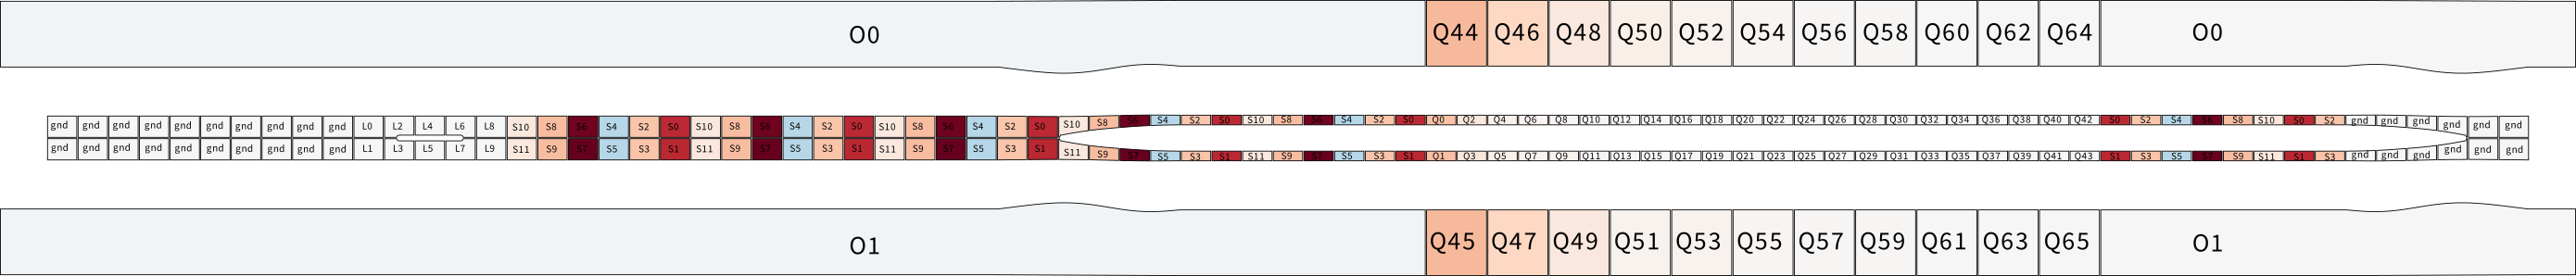 O0 Q44 Q46 Q48 Q50 Q52 Q54 Q56 Q58 Q60 Q62 Q64 O0
gnd gnd gnd gnd gnd gnd gnd gnd gnd gnd L0 L2 L4 L6 L8 S10 S8 S6 S4 S2 S0 S10 S8 S6 S4 S2 S0 S10 S8 S6 S4 S2 S0 S10 S8 S6 S4 S2 S0 S10 S8 S6 S4 S2 S0 Q0 Q2 Q4 Q6 Q8 Q10 Q12 Q14 Q16 Q18 Q20 Q22 Q24 Q26 Q28 Q30 Q32 Q34 Q36 Q38 Q40 Q42 S0 S2 S4 S6 S8 S10 S0 S2 gnd gnd gnd gnd gnd gnd
gnd gnd gnd gnd gnd gnd gnd gnd gnd gnd L1 L3 L5 L7 L9 S11 S9 S7 S5 S3 S1 S11 S9 S7 S5 S3 S1 S11 S9 S7 S5 S3 S1 S11 S9 S7 S5 S3 S1 S11 S9 S7 S5 S3 S1 Q1 Q3 Q5 Q7 Q9 Q11 Q13 Q15 Q17 Q19 Q21 Q23 Q25 Q27 Q29 Q31 Q33 Q35 Q37 Q39 Q41 Q43 S1 S3 S5 S7 S9 S11 S1 S3 gnd gnd gnd gnd gnd gnd
O1 Q45 Q47 Q49 Q51 Q53 Q55 Q57 Q59 Q61 Q63 Q65 O1